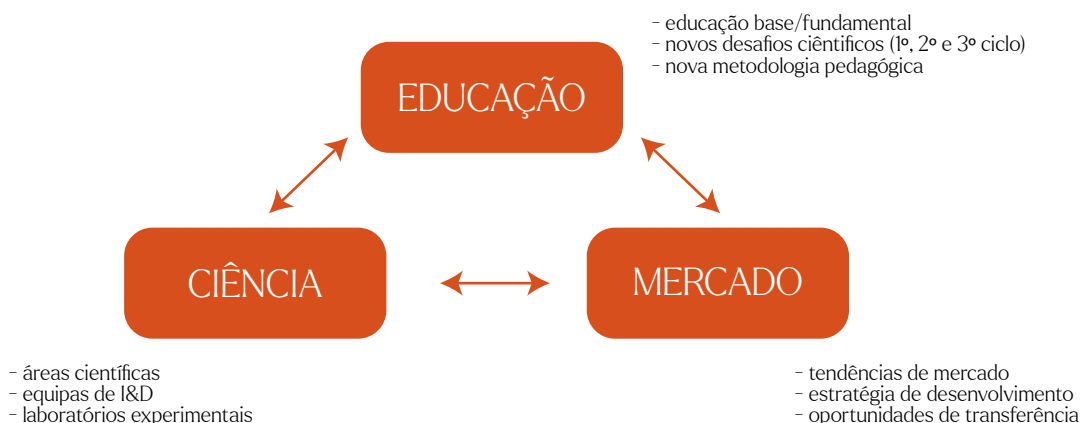 - educação base/fundamental
- novos desafios ciêntificos (1º, 2º e 3º ciclo)
- nova metodologia pedagógica
EDUCAÇÃO
CIÊNCIA
MERCADO
- áreas científicas
- equipas de I&D
- laboratórios experimentais
- tendências de mercado
- estratégia de desenvolvimento
- oportunidades de transferência